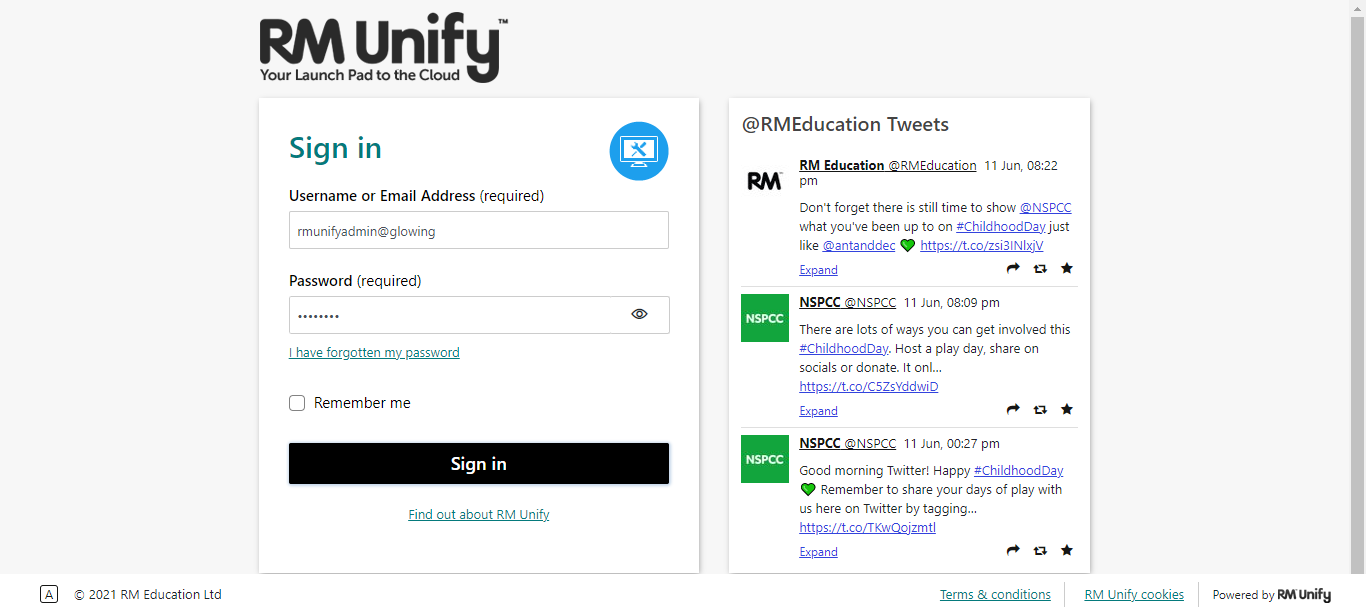 RM Unify™
Your Launch Pad to the Cloud
Sign in
Username or Email Address (required)
rmunifyadmin@glowing
Password (required)
••••••••
I have forgotten my password
Remember me
Sign in
Find out about RM Unify
@RMEducation Tweets
RM
RM Education @RMEducation 11 Jun, 08:22
pm
Don't forget there is still time to show @NSPCC
what you've been up to on #ChildhoodDay just
like @antanddec 💚 https://t.co/zsi3INlxjV
Expand
NSPCC
NSPCC @NSPCC 11 Jun, 08:09 pm
There are lots of ways you can get involved this
#ChildhoodDay. Host a play day, share on
socials or donate. It onl...
https://t.co/C5ZsYddwiD
Expand
NSPCC
NSPCC @NSPCC 11 Jun, 00:27 pm
Good morning Twitter! Happy #ChildhoodDay
💚 Remember to share your days of play with
us here on Twitter by tagging...
https://t.co/TKwQojzmtl
Expand
A © 2021 RM Education Ltd
Terms & conditions
RM Unify cookies
Powered by RM Unify